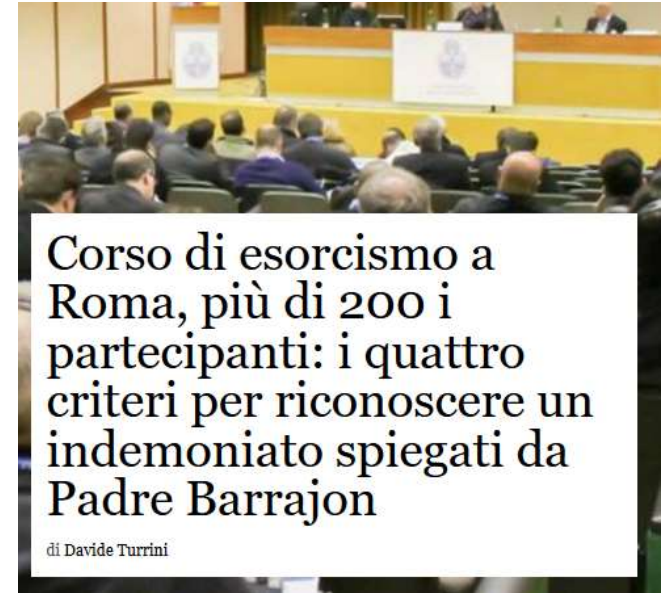 Corso di esorcismo a
Roma, più di 200 i
partecipanti: i quattro
criteri per riconoscere un
indemoniato spiegati da
Padre Barrajon
di Davide Turrini